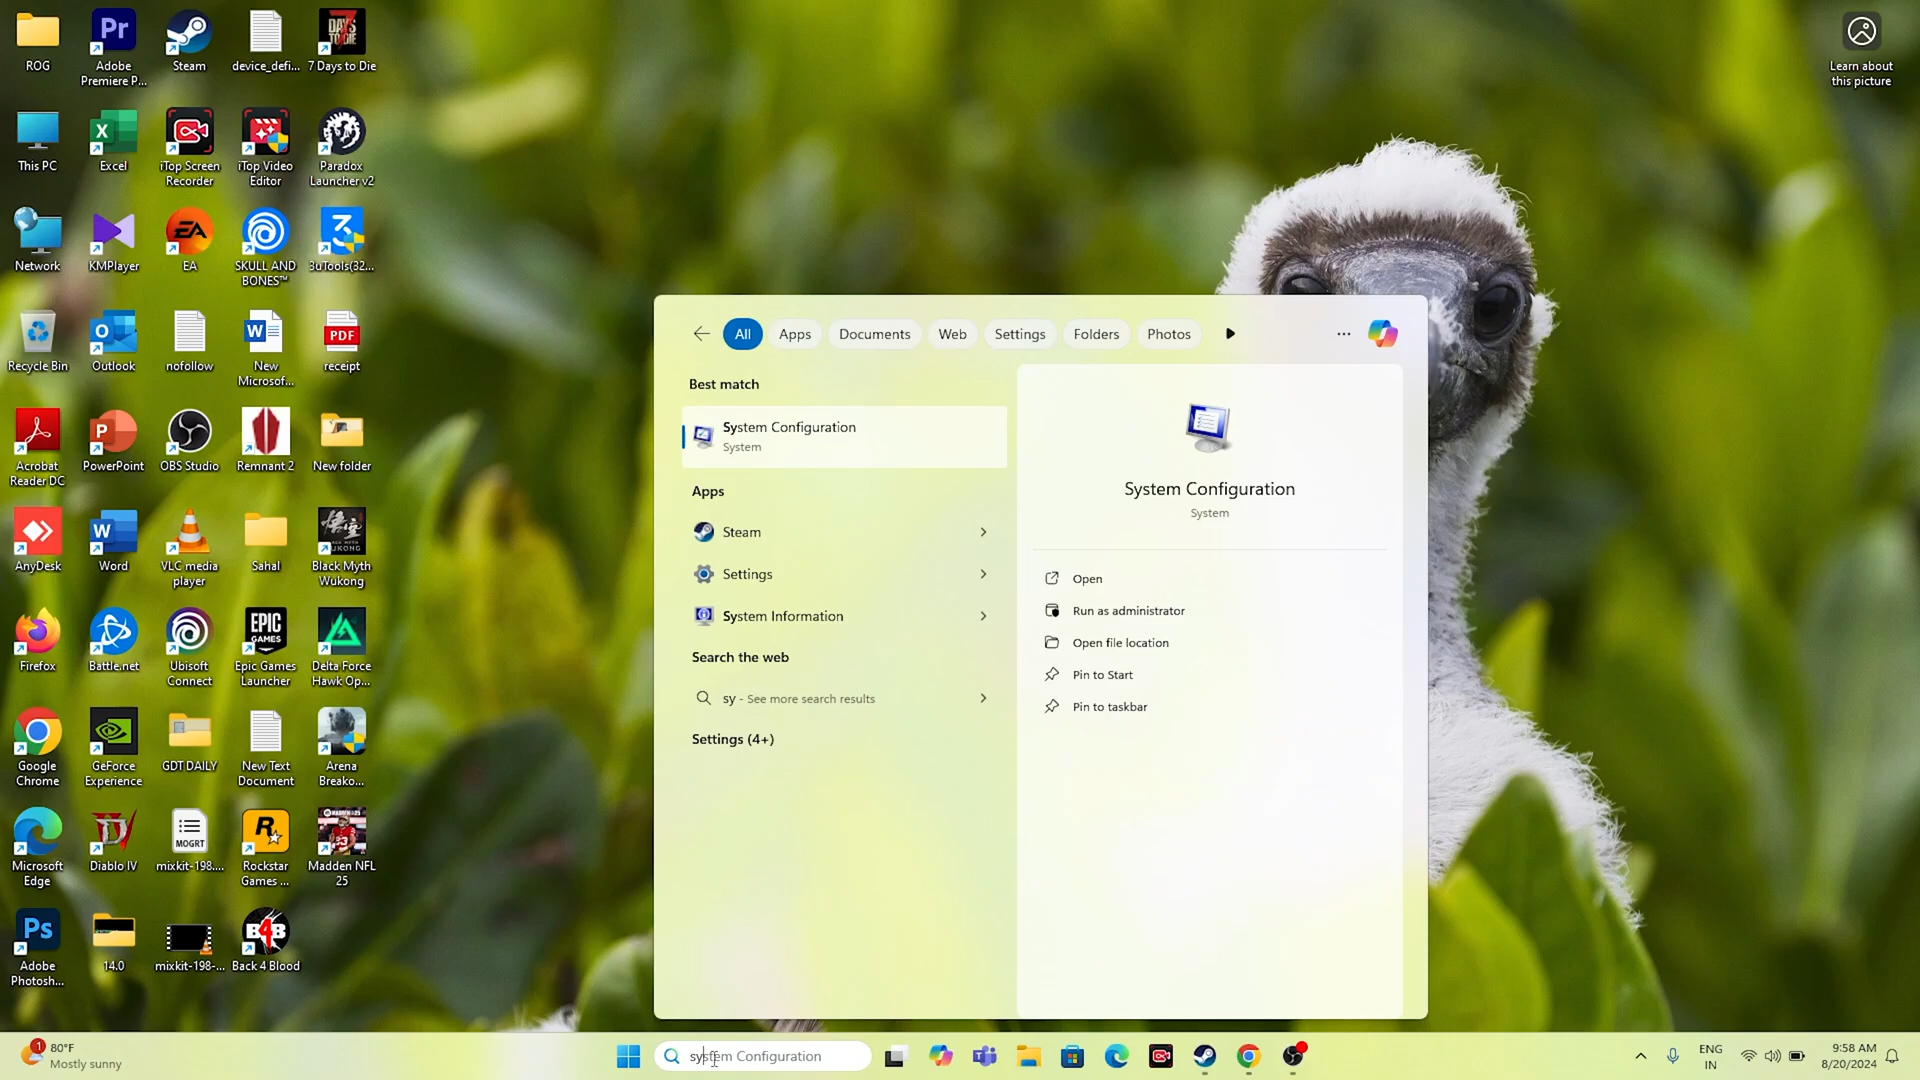 ROG
Adobe
Premiere P...
Steam
device_defi...
7 Days to Die
This PC
Excel
iTop Screen
Recorder
iTop Video
Editor
Paradox
Launcher v2
Network
KMPlayer
EA
SKULL AND
BONES™
3uTools(32...
Recycle Bin
Outlook
nofollow
New
Microsof...
PDF
receipt
Acrobat
Reader DC
PowerPoint
OBS Studio
Remnant 2
New folder
AnyDesk
Word
VLC media
player
Sahal
Black Myth
Wukong
Firefox
Battle.net
Ubisoft
Connect
EPIC
GAMES
Epic Games
Launcher
Delta Force
Hawk Op...
Google
Chrome
GeForce
Experience
GDT DAILY
New Text
Document
Arena
Breako...
Microsoft
Edge
Diablo IV
MOGRT
mixkit-198....
Rockstar
Games ...
Madden NFL
25
Adobe
Photosh...
14.0
mixkit-198-...
B4B
Back 4 Blood
Learn about
this picture
All
Apps
Documents
Web
Settings
Folders
Photos
Best match
System Configuration
System
Apps
Steam
Settings
System Information
Search the web
sy - See more search results
Settings (4+)
System Configuration
System
Open
Run as administrator
Open file location
Pin to Start
Pin to taskbar
1
80°F
Mostly sunny
system Configuration
ENG
IN
9:58 AM
8/20/2024